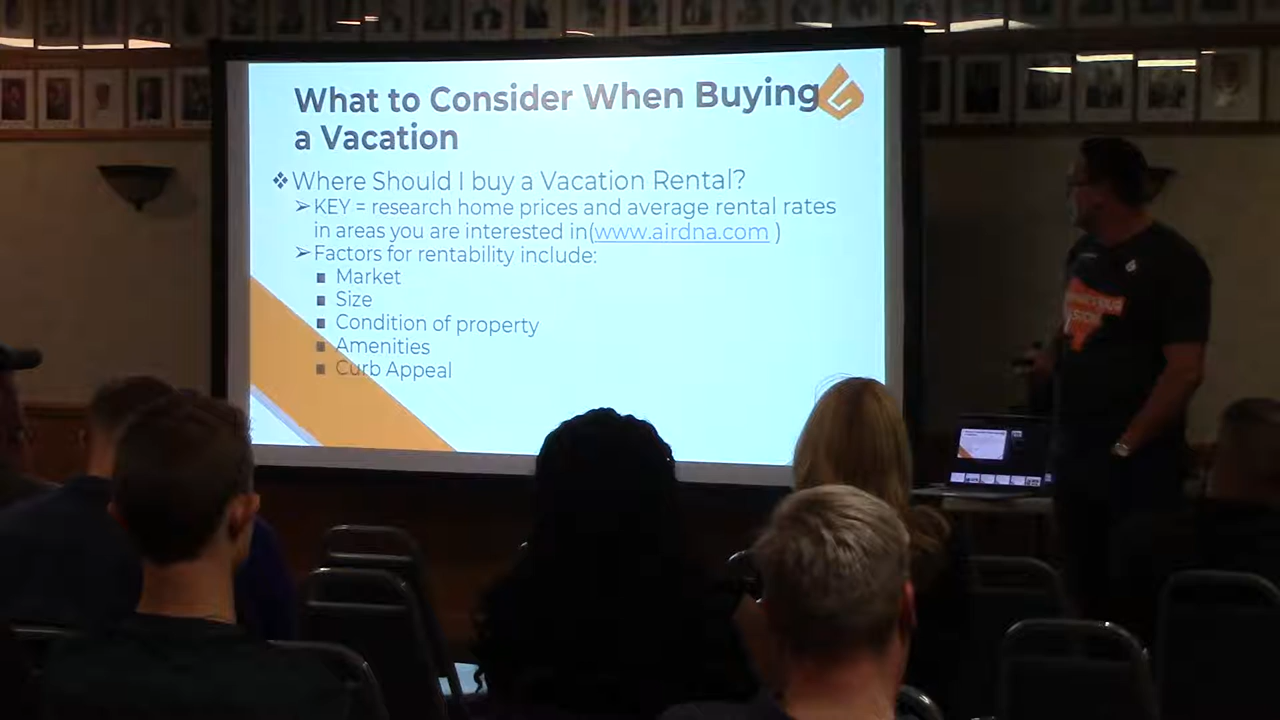 What to Consider When Buying
a Vacation
❖Where Should I buy a Vacation Rental?
➢KEY = research home prices and average rental rates
in areas you are interested in(www.airdna.com )
➢Factors for rentability include:
▪ Market
▪ Size
▪ Condition of property
▪ Amenities
▪ Curb Appeal